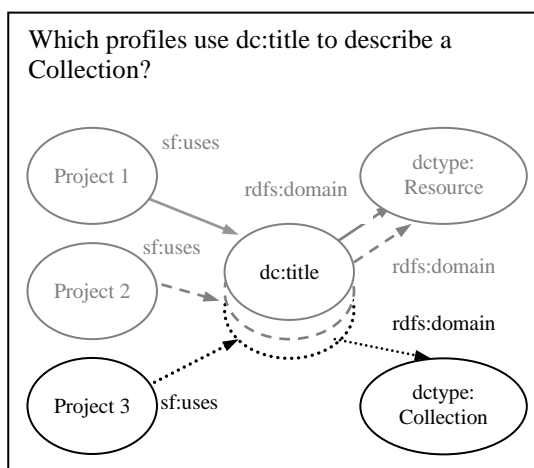 Which profiles use dc:title to describe a
Collection?
sf:uses
Project 1
dctype:
Resource
rdfs:domain
sf:uses
dc:title
rdfs:domain
Project 2
rdfs:domain
Project 3
sf:uses
dctype:
Collection